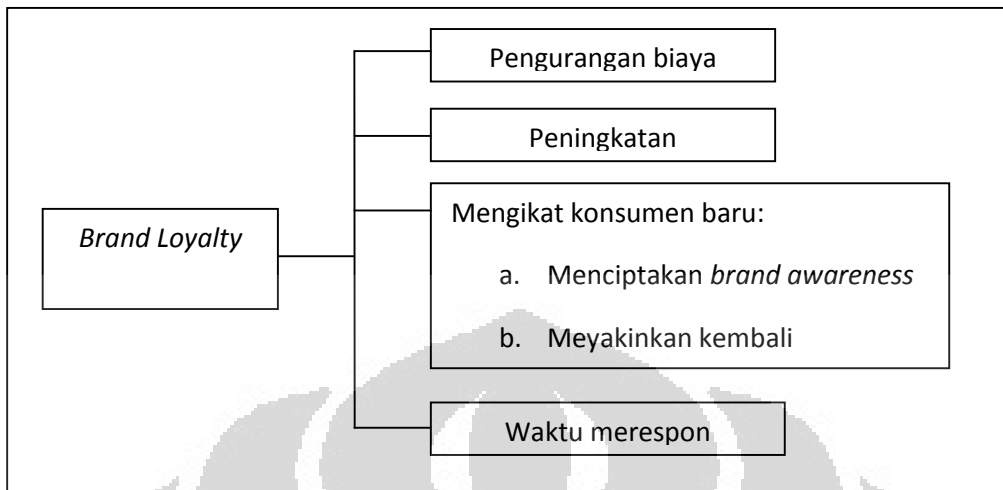 Pengurangan biaya
Peningkatan
Brand Loyalty
Mengikat konsumen baru:
a. Menciptakan brand awareness
b. Meyakinkan kembali
Waktu merespon